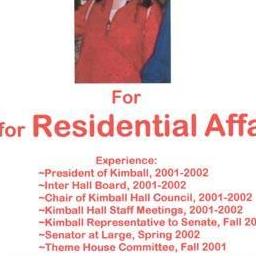 For
for Residential Affa
Experience:
~President of Kimball, 2001-2002
~Inter Hall Board, 2001-2002
~Chair of Kimball Hall Council, 2001-2002
~Kimball Hall Staff Meetings, 2001-2002
~Kimball Representative to Senate, Fall 20
~Senator at Large, Spring 2002
~Theme House Committee, Fall 2001